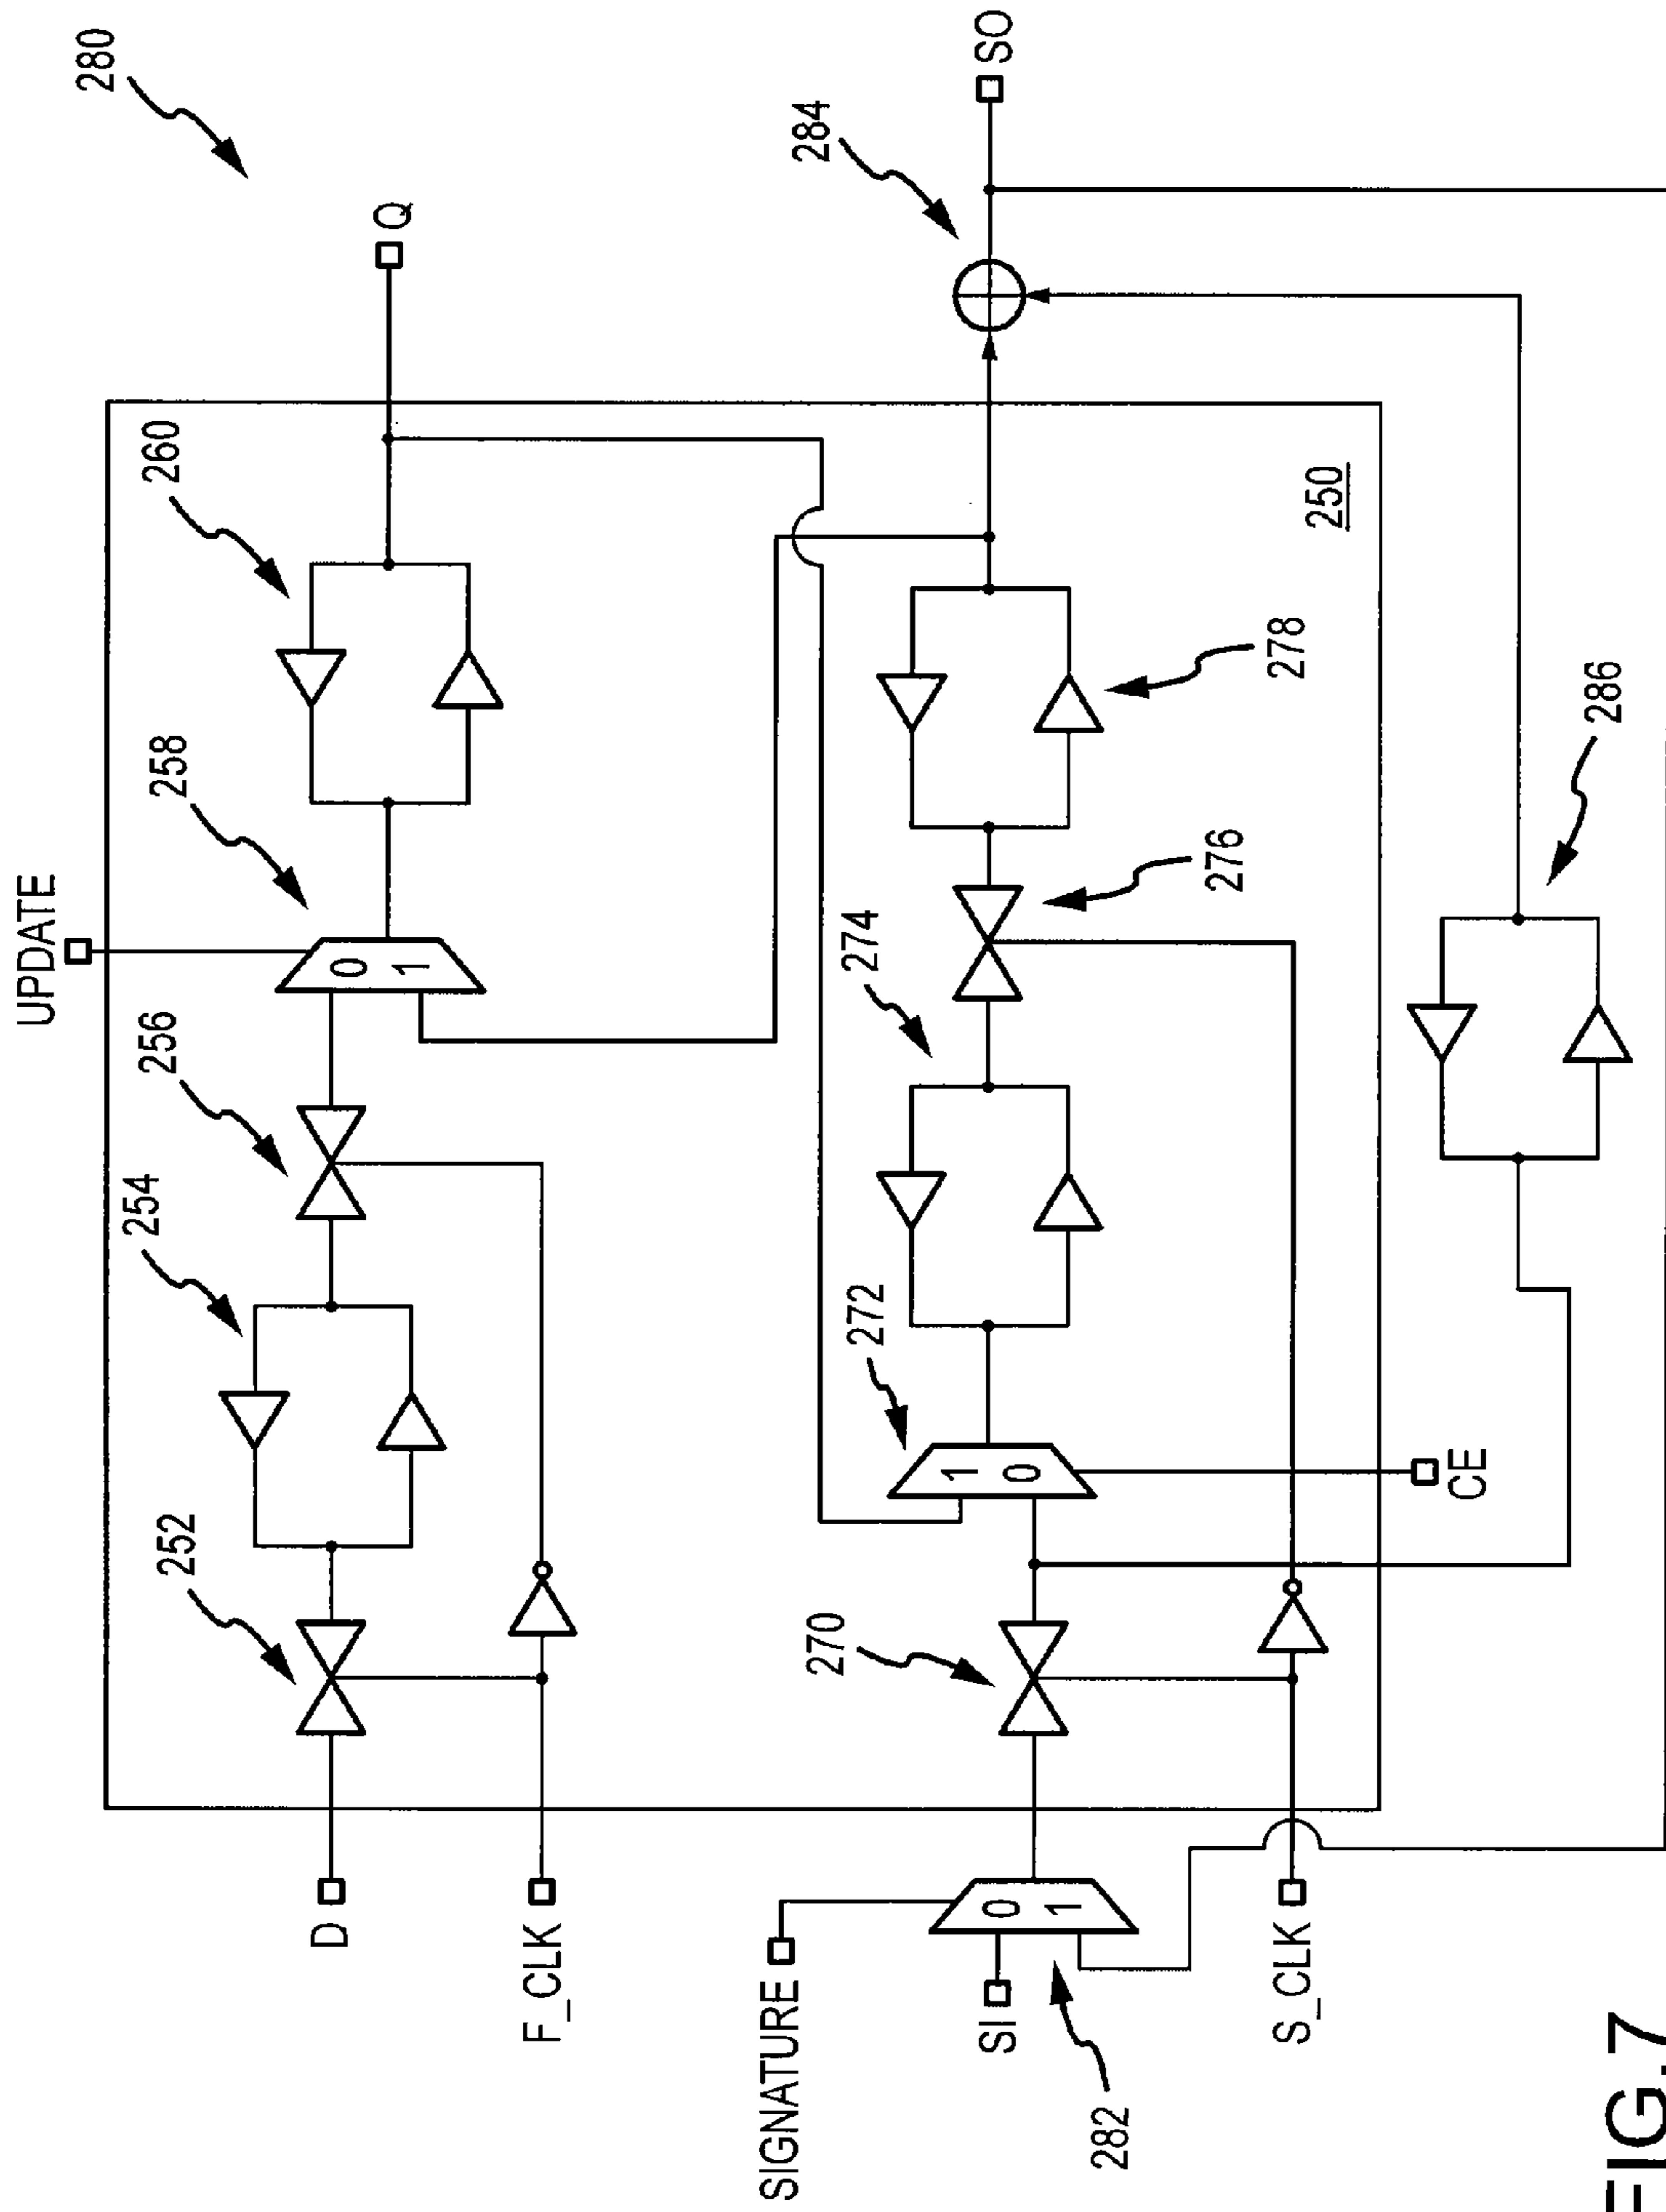 280
UPDATE
260
258
256
254
252
Q
D
F_CLK
0
1
284
SO
SIGNATURE
SI
0
1
282
270
272
1
0
274
276
278
250
CE
S_CLK
286
FIG.7